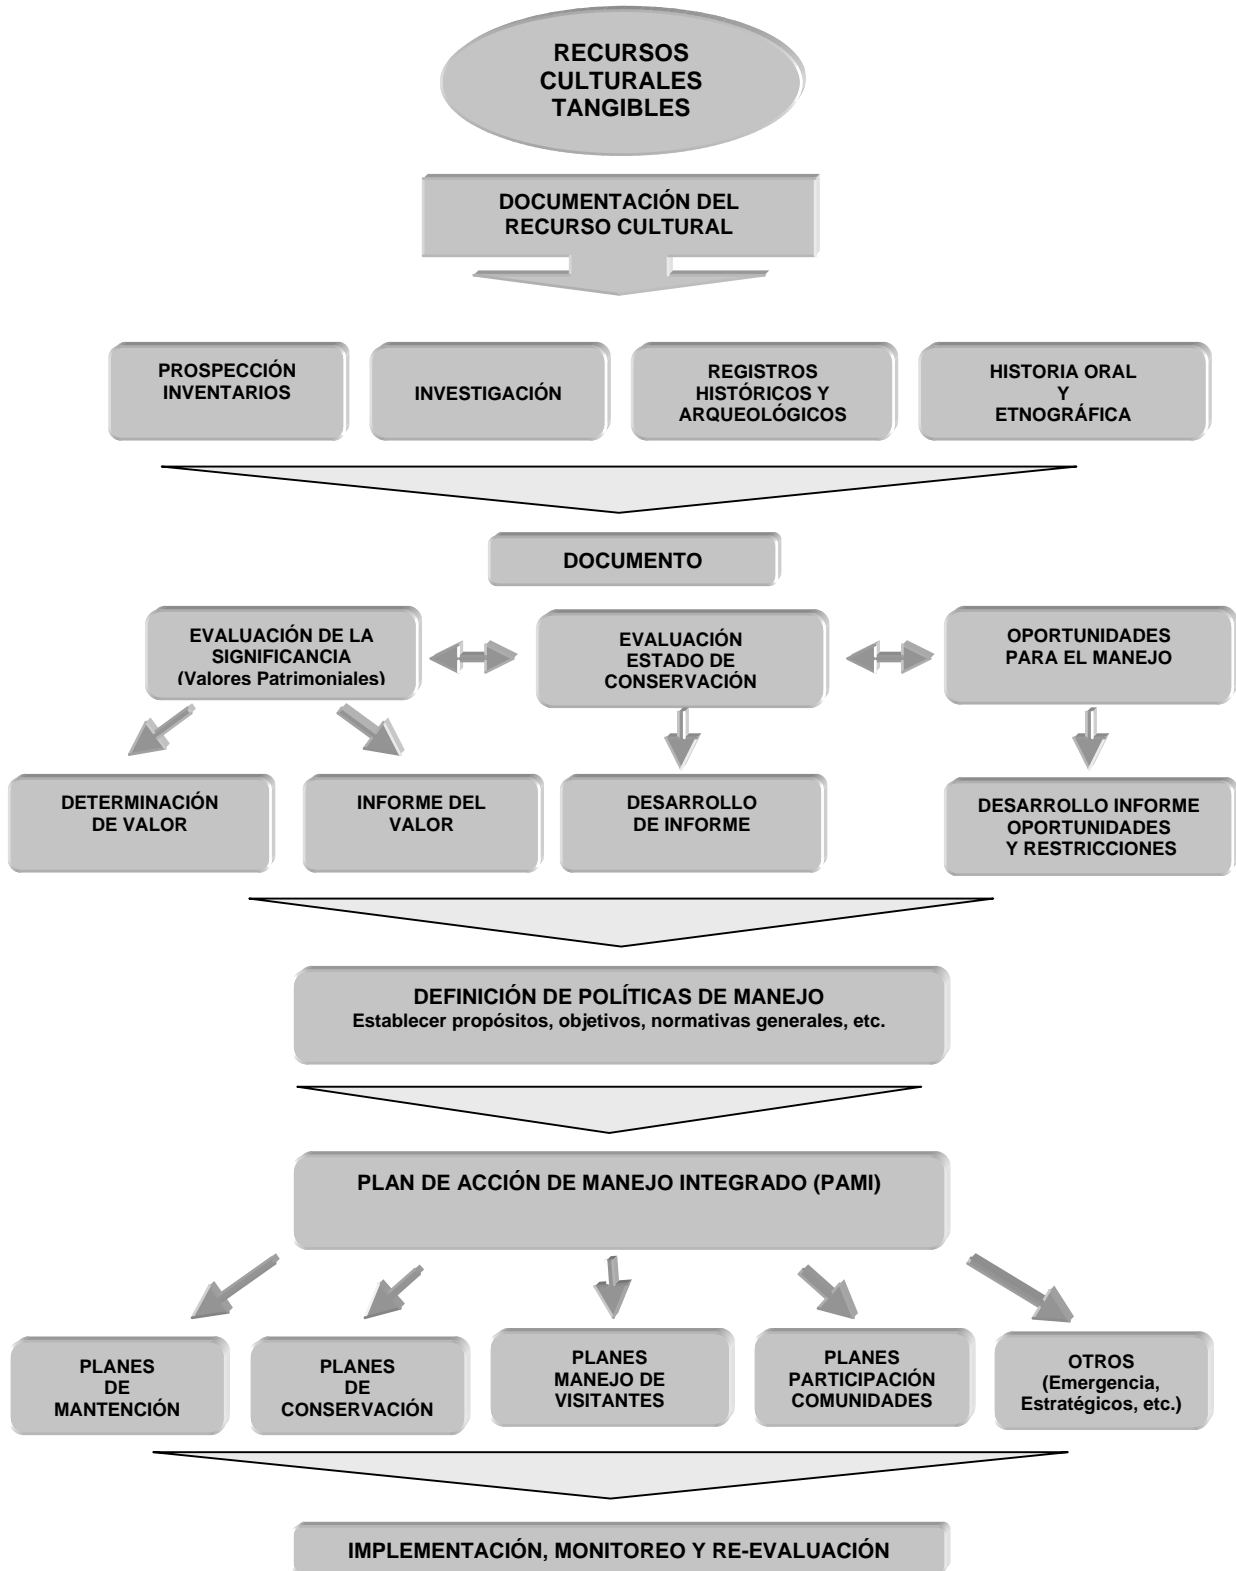 RECURSOS
CULTURALES
TANGIBLES
DOCUMENTACIÓN DEL
RECURSO CULTURAL
PROSPECCIÓN
INVENTARIOS
INVESTIGACIÓN
REGISTROS
HISTÓRICOS Y
ARQUEOLÓGICOS
HISTORIA ORAL
Y
ETNOGRÁFICA
DOCUMENTO
EVALUACIÓN DE LA
SIGNIFICANCIA
(Valores Patrimoniales)
EVALUACIÓN
ESTADO DE
CONSERVACIÓN
OPORTUNIDADES
PARA EL MANEJO
DETERMINACIÓN
DE VALOR
INFORME DEL
VALOR
DESARROLLO
DE INFORME
DESARROLLO INFORME
OPORTUNIDADES
Y RESTRICCIONES
DEFINICIÓN DE POLÍTICAS DE MANEJO
Establecer propósitos, objetivos, normativas generales, etc.
PLAN DE ACCIÓN DE MANEJO INTEGRADO (PAMI)
PLANES
DE
MANTENCIÓN
PLANES
DE
CONSERVACIÓN
PLANES
MANEJO DE
VISITANTES
PLANES
PARTICIPACIÓN
COMUNIDADES
OTROS
(Emergencia,
Estratégicos, etc.)
IMPLEMENTACIÓN, MONITOREO Y RE-EVALUACIÓN